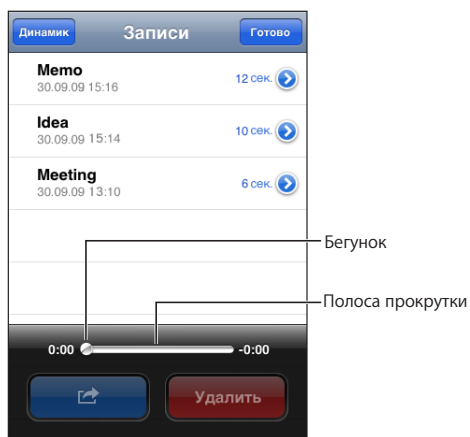 Динамик Записи Готово
Memo
30.09.09 15:16 12 сек.
Idea
30.09.09 15:14 10 сек.
Meeting
30.09.09 13:10 6 сек.
Бегунок
Полоса прокрутки
0:00 -0:00
Удалить